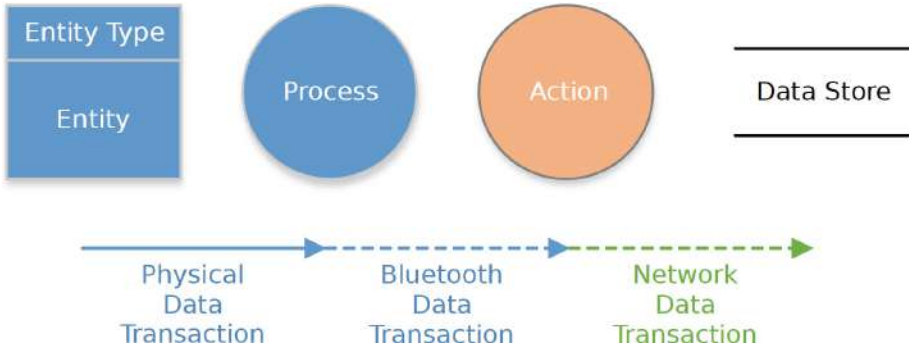 Entity Type
Entity
Process
Action
Data Store
Physical
Data
Transaction
Bluetooth
Data
Transaction
Network
Data
Transaction